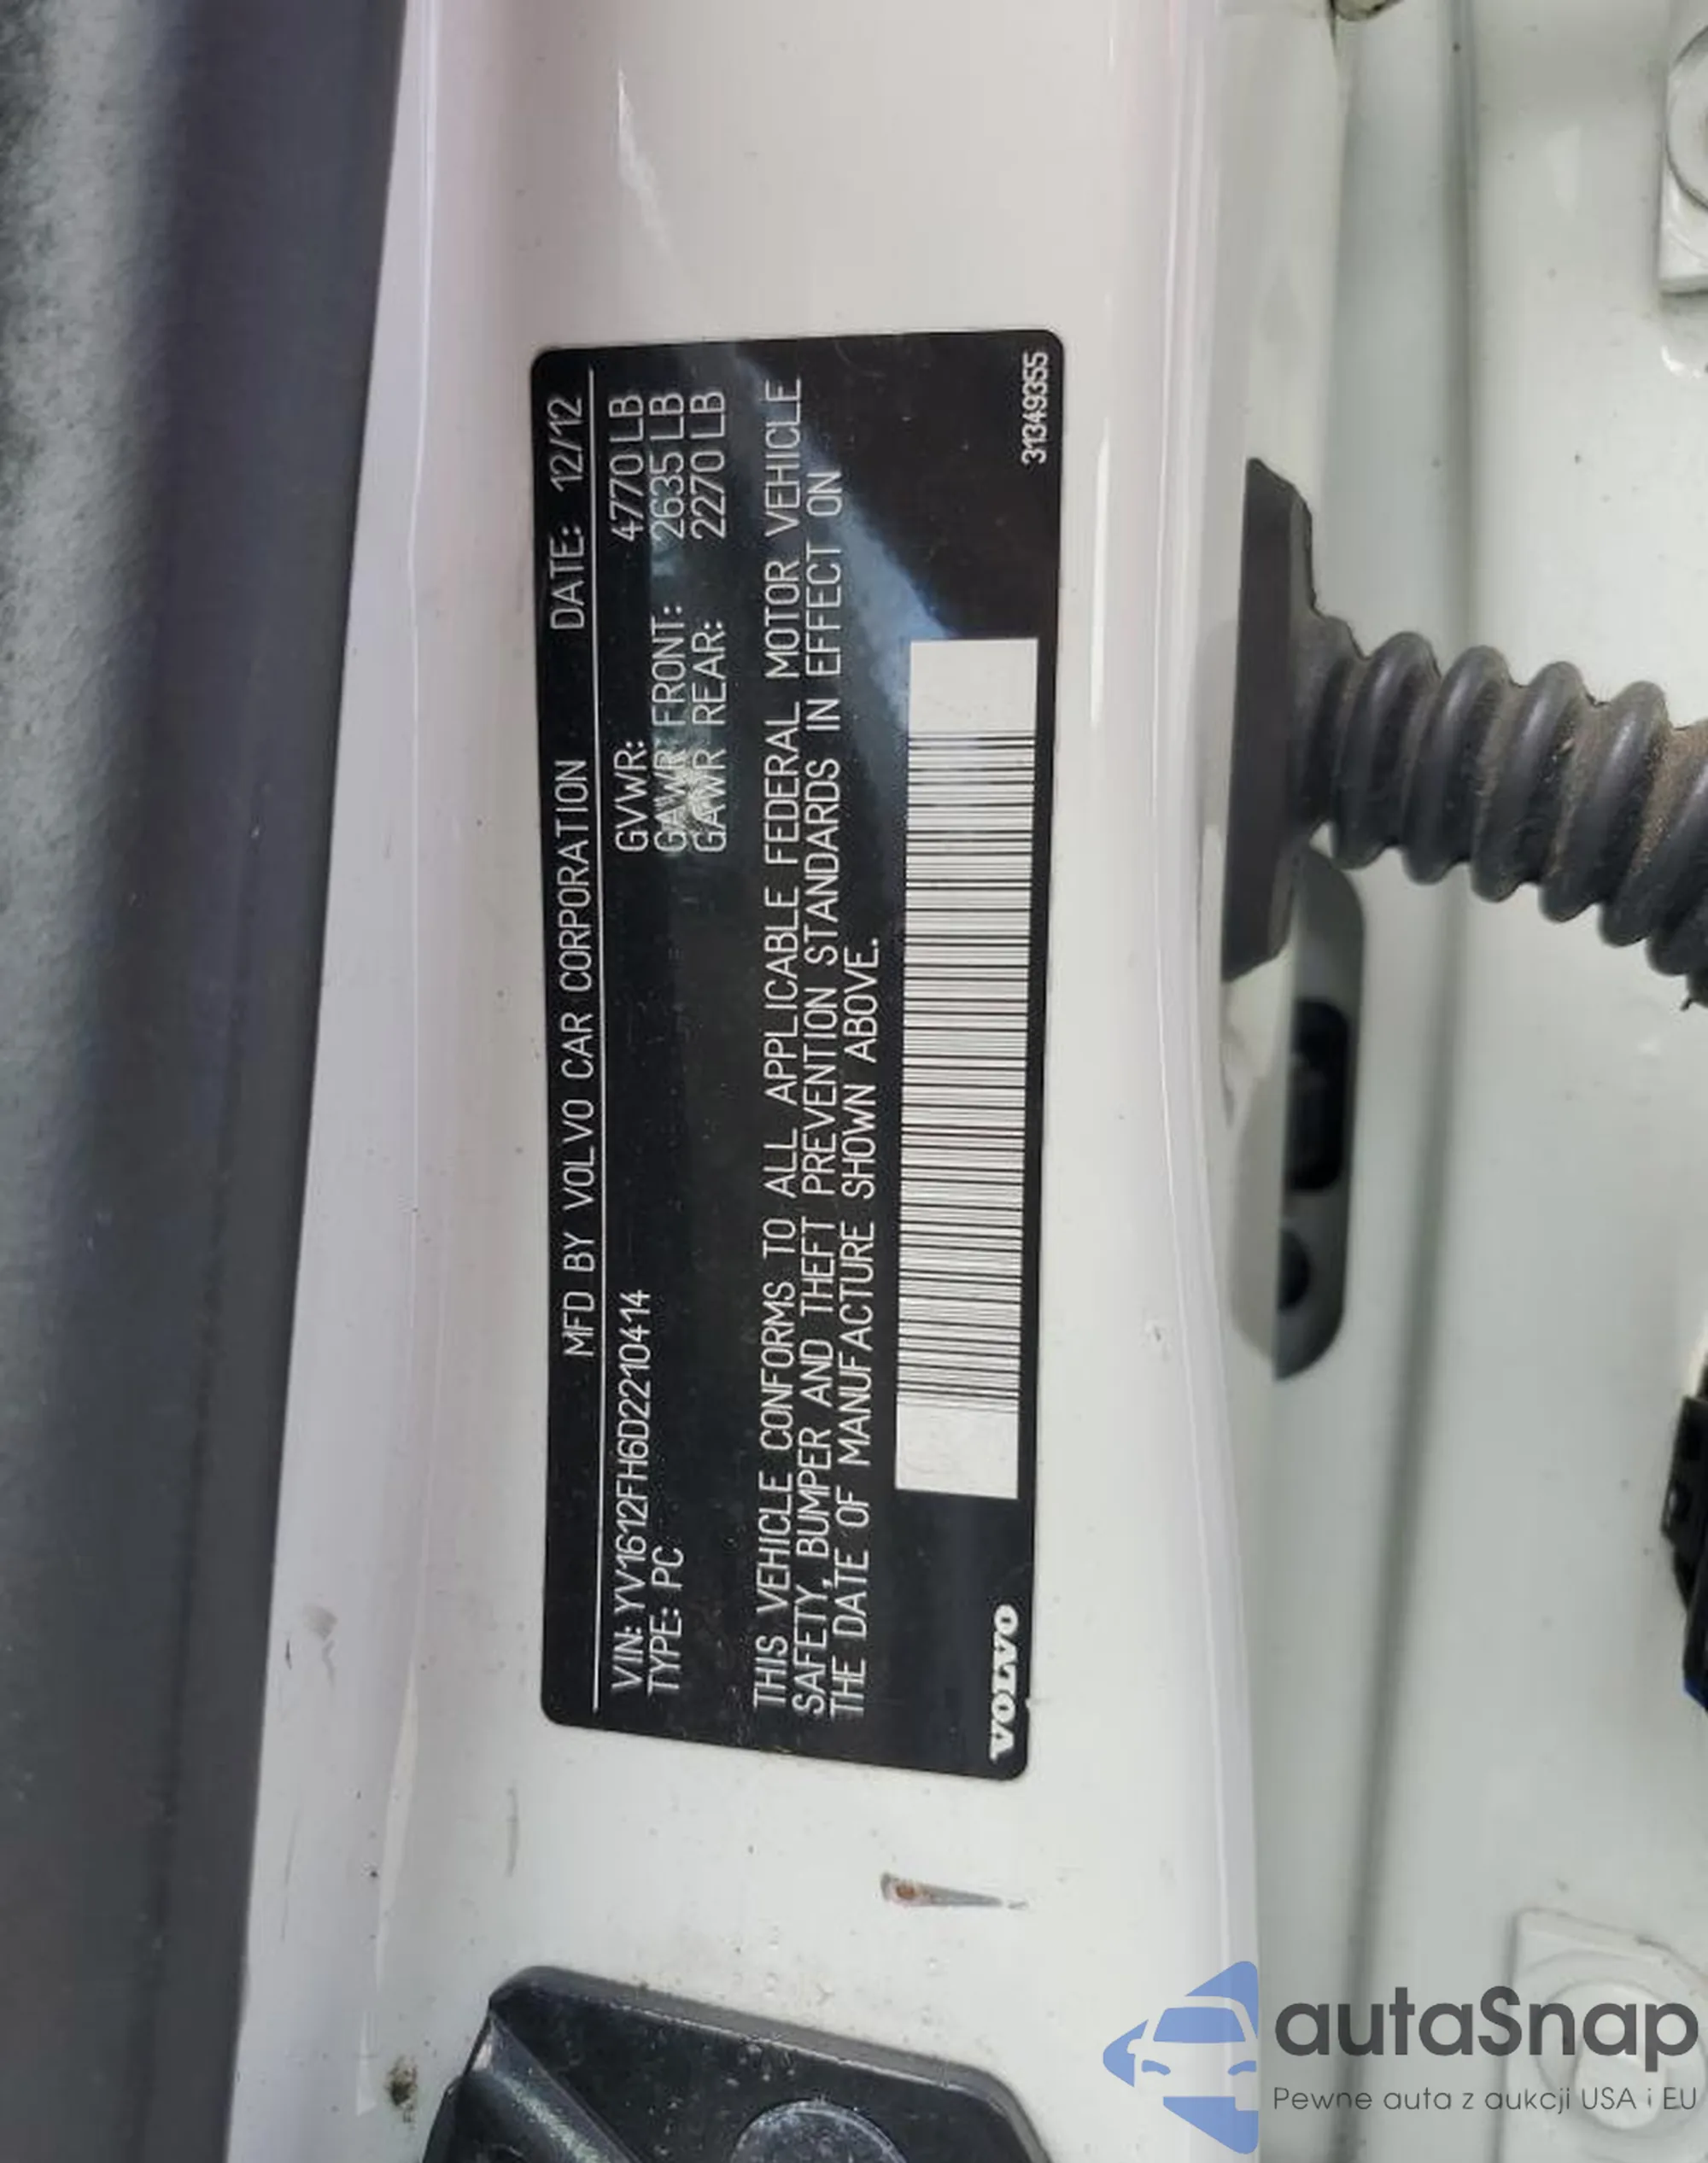 MFD BY VOLVO CAR CORPORATION DATE: 12/12
VIN: YV1612FH6D2210414 GVWR: 4770 LB
TYPE: PC GAWR FRONT: 2635 LB
GAWR REAR: 2270 LB
THIS VEHICLE CONFORMS TO ALL APPLICABLE FEDERAL MOTOR VEHICLE
SAFETY, BUMPER AND THEFT PREVENTION STANDARDS IN EFFECT ON
THE DATE OF MANUFACTURE SHOWN ABOVE.
VOLVO 31349355
autaSnap
Pewne auta z aukcji USA i EU